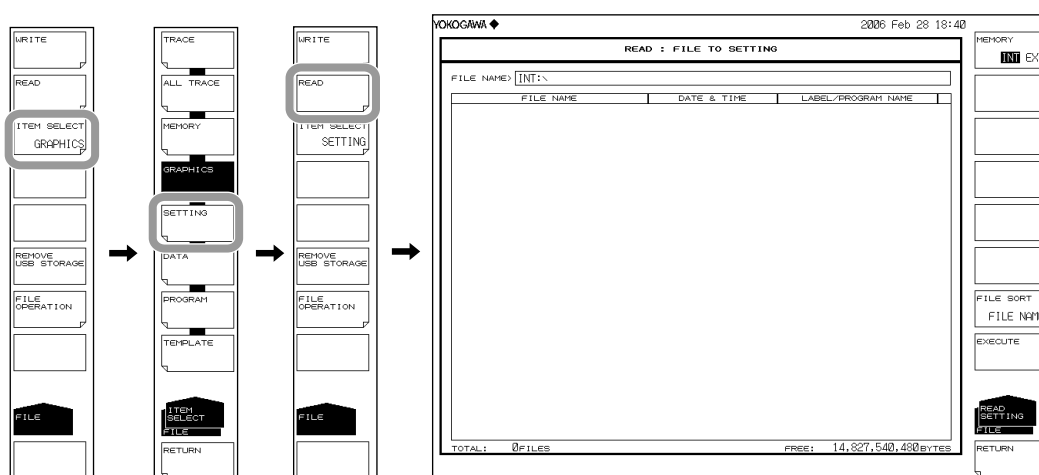 WRITE
READ
ITEM SELECT
GRAPHICS
REMOVE
USB STORAGE
FILE
OPERATION
FILE
TRACE
ALL TRACE
MEMORY
GRAPHICS
SETTING
DATA
PROGRAM
TEMPLATE
ITEM
SELECT
FILE
RETURN
WRITE
READ
ITEM SELECT
SETTING
REMOVE
USB STORAGE
FILE
OPERATION
FILE
YOKOGAWA 2006 Feb 28 18:40
READ : FILE TO SETTING
FILE NAME> INT:\
FILE NAME DATE & TIME LABEL/PROGRAM NAME
TOTAL: 0FILES FREE: 14,827,540,480BYTES
MEMORY
INT EX
FILE SORT
FILE NAM
EXECUTE
READ
SETTING
FILE
RETURN